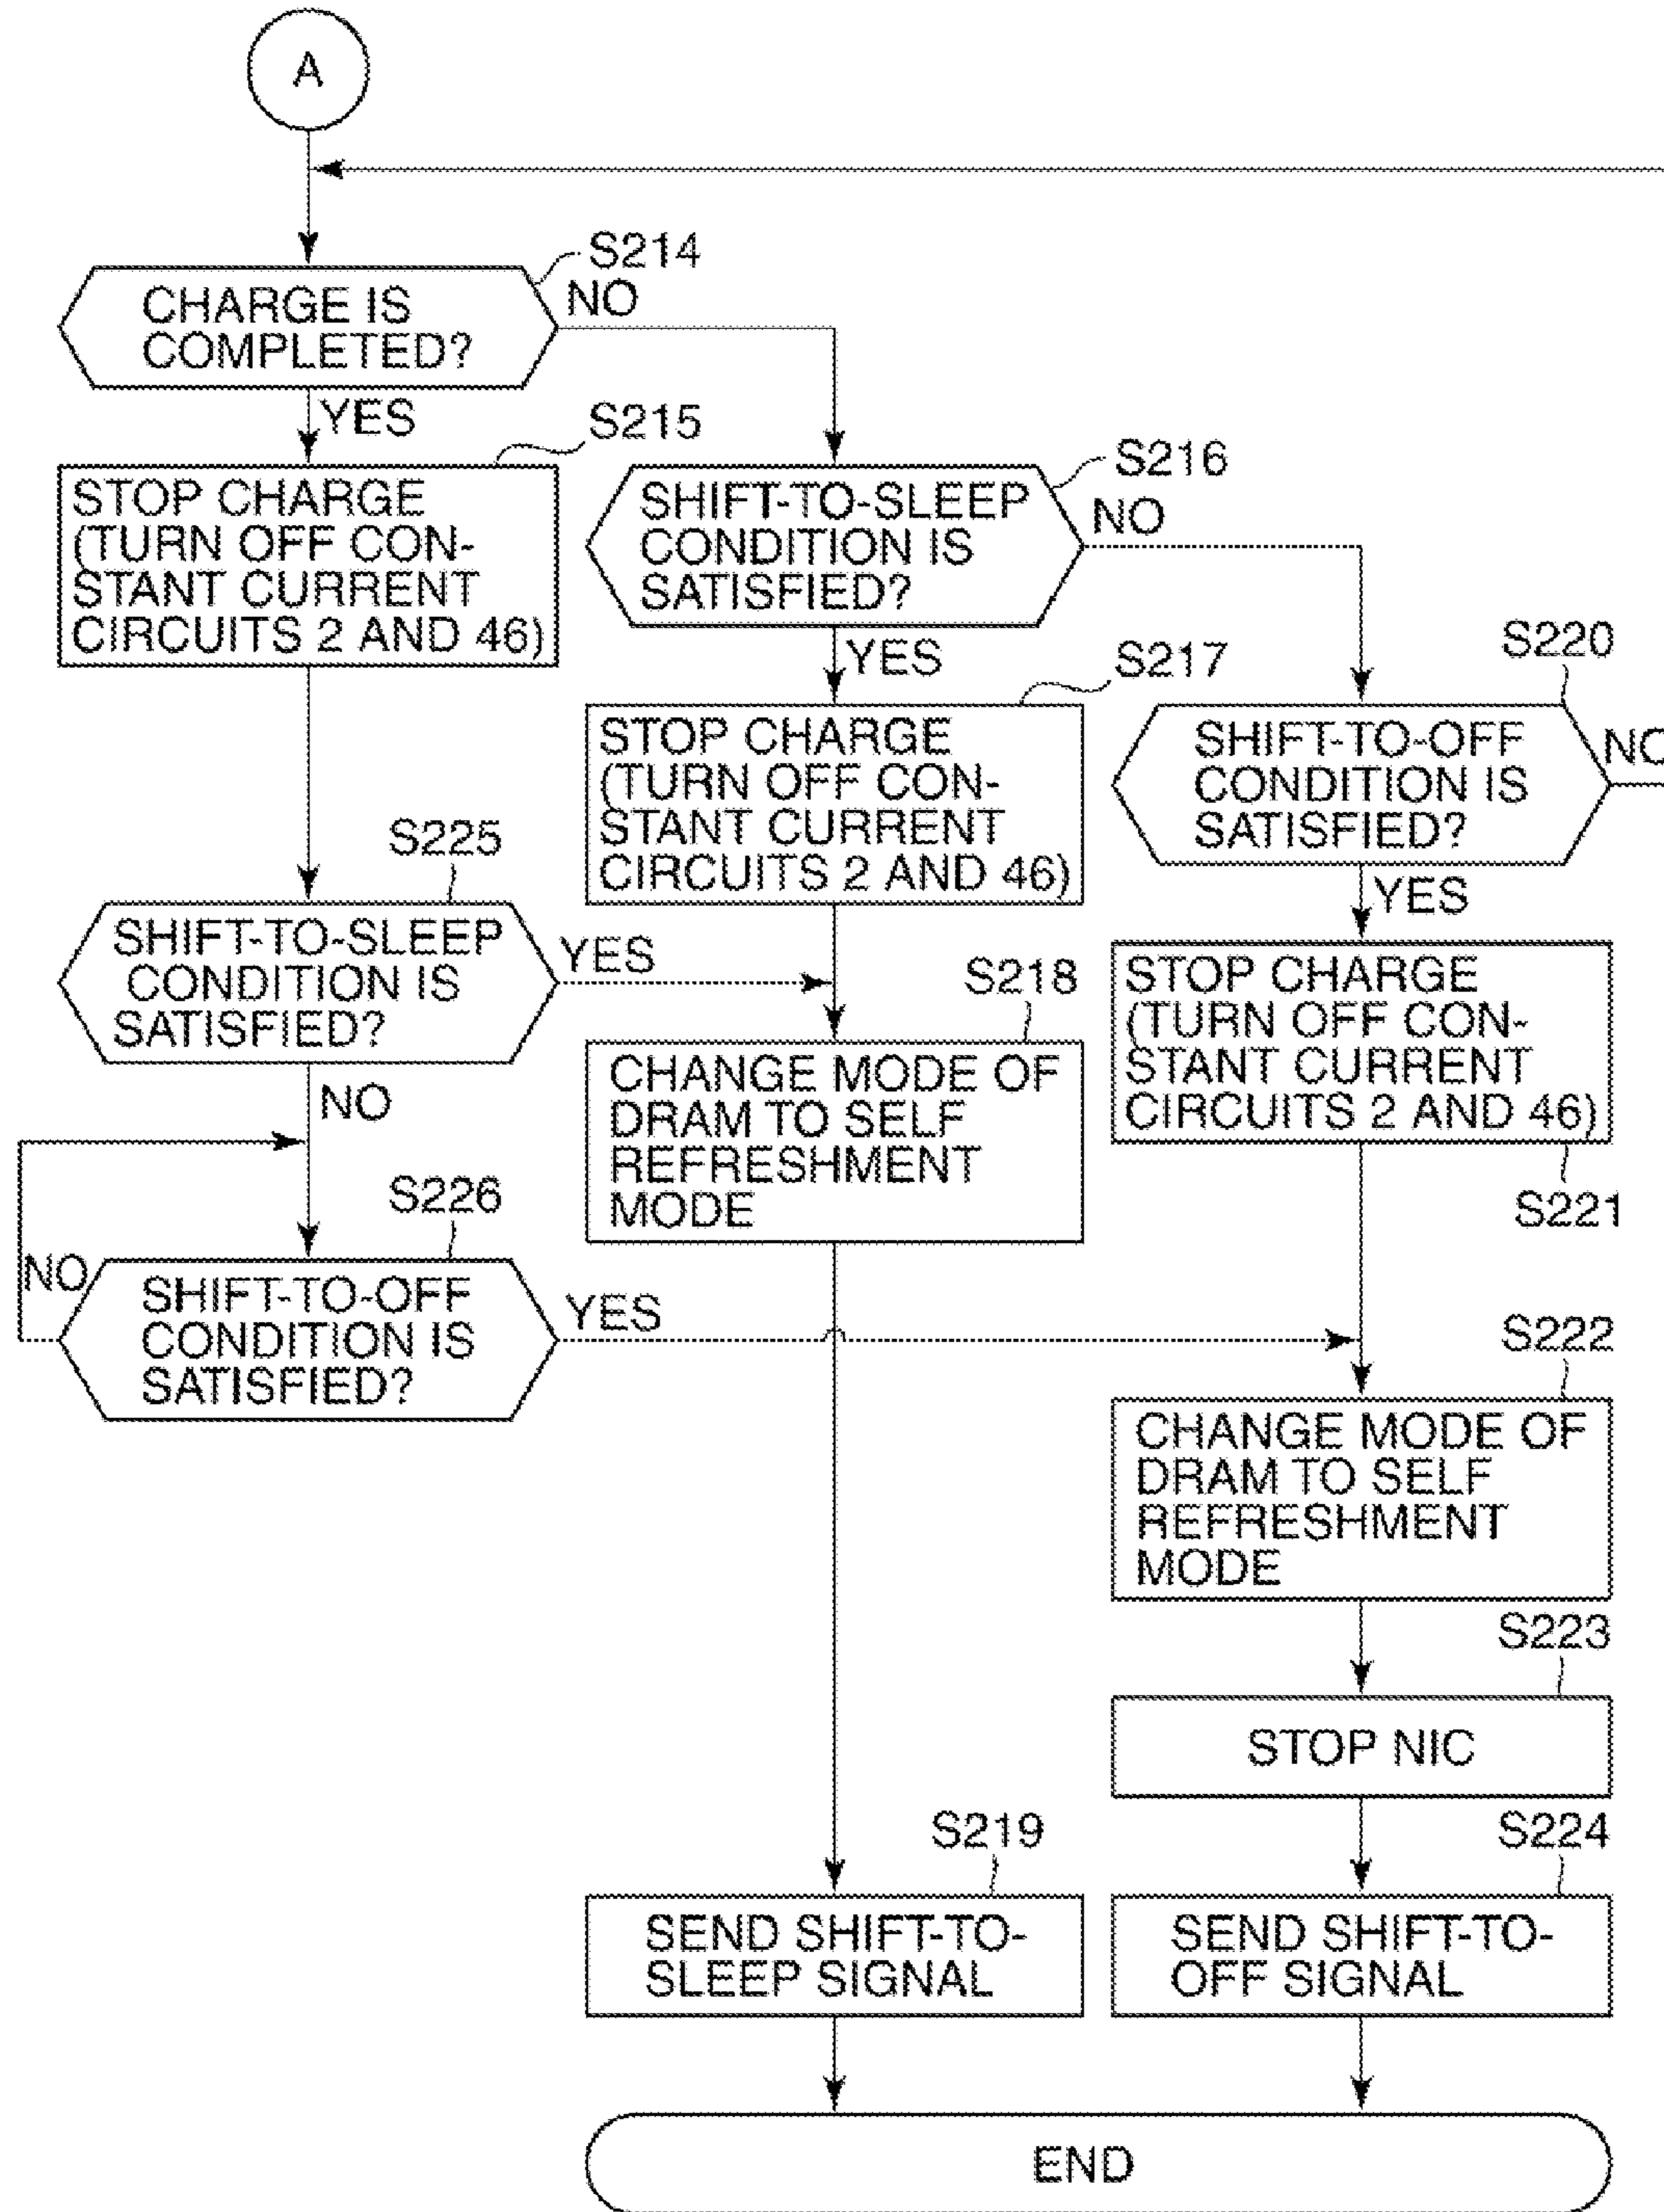 A
S214
CHARGE IS
COMPLETED?
NO
YES
S215
STOP CHARGE
(TURN OFF CON-
STANT CURRENT
CIRCUITS 2 AND 46)
S216
SHIFT-TO-SLEEP
CONDITION IS
SATISFIED?
NO
YES
S217
STOP CHARGE
(TURN OFF CON-
STANT CURRENT
CIRCUITS 2 AND 46)
S220
SHIFT-TO-OFF
CONDITION IS
SATISFIED?
NO
YES
S225
SHIFT-TO-SLEEP
CONDITION IS
SATISFIED?
YES
NO
S218
CHANGE MODE OF
DRAM TO SELF
REFRESHMENT
MODE
STOP CHARGE
(TURN OFF CON-
STANT CURRENT
CIRCUITS 2 AND 46)
S221
S226
NO
SHIFT-TO-OFF
CONDITION IS
SATISFIED?
YES
S222
CHANGE MODE OF
DRAM TO SELF
REFRESHMENT
MODE
S223
STOP NIC
S219
SEND SHIFT-TO-
SLEEP SIGNAL
S224
SEND SHIFT-TO-
OFF SIGNAL
END